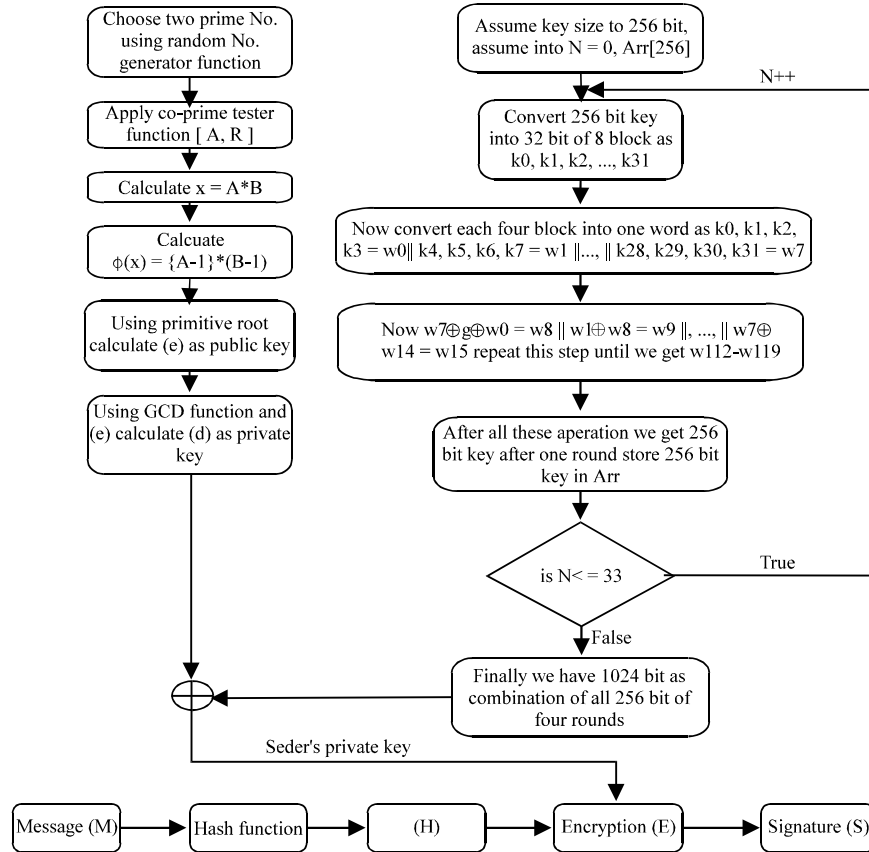 Choose two prime No.
using random No.
generator function
Apply co-prime tester
function [ A, R ]
Calculate x = A*B
Calcuate
ϕ(x) = {A-1}*(B-1)
Using primitive root
calculate (e) as public key
Using GCD function and
(e) calculate (d) as private
key
Assume key size to 256 bit,
assume into N = 0, Arr[256]
N++
Convert 256 bit key
into 32 bit of 8 block as
k0, k1, k2, ..., k31
Now convert each four block into one word as k0, k1, k2,
k3 = w0|| k4, k5, k6, k7 = w1 ||..., || k28, k29, k30, k31 = w7
Now w7⊕g⊕w0 = w8 || w1⊕w8 = w9 ||, ..., || w7⊕
w14 = w15 repeat this step until we get w112-w119
After all these aperation we get 256
bit key after one round store 256 bit
key in Arr
is N< = 33
True
False
Finally we have 1024 bit as
combination of all 256 bit of
four rounds
Seder's private key
Message (M)
Hash function
(H)
Encryption (E)
Signature (S)